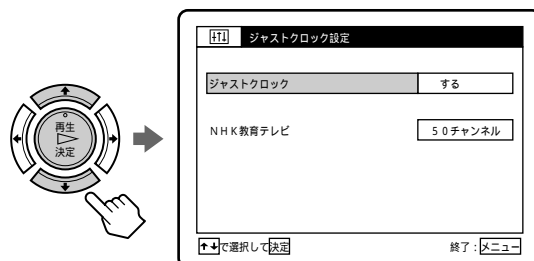 再生
決定
ジャストクロック設定
ジャストクロック する
NHK教育テレビ 50チャンネル
で選択して決定 終了:メニュー